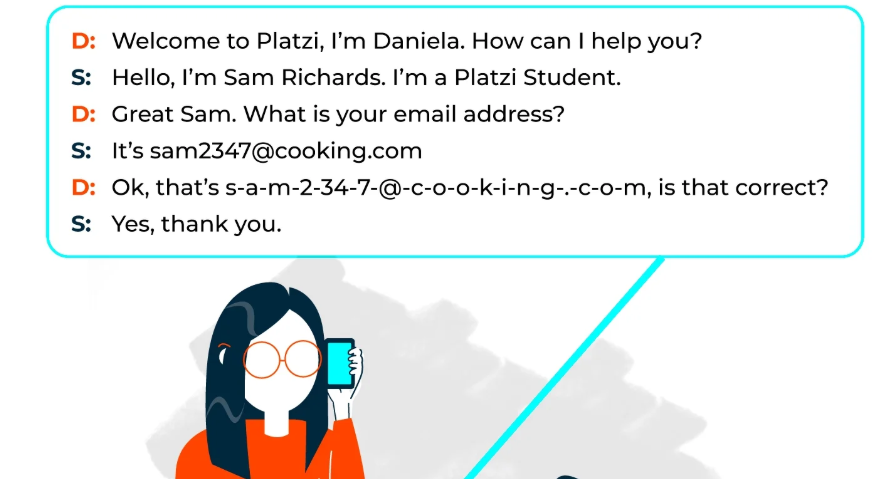 D: Welcome to Platzi, I'm Daniela. How can I help you?
S: Hello, I'm Sam Richards. I'm a Platzi Student.
D: Great Sam. What is your email address?
S: It's sam2347@cooking.com
D: Ok, that's s-a-m-2-34-7-@-c-o-o-k-i-n-g-.-c-o-m, is that correct?
S: Yes, thank you.